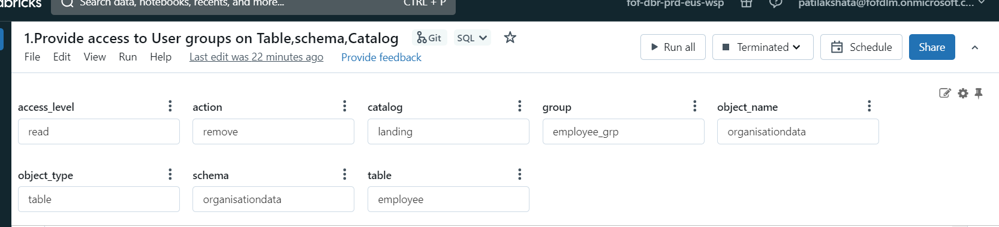 Search data, notebooks, recents, and more... CTRL + P fof-dbr-prd-eus-wsp patilakshata@fofdlm.onmicrosoft.c...
1.Provide access to User groups on Table,schema,Catalog Git SQL
Run all Terminated Schedule Share
File Edit View Run Help Last edit was 22 minutes ago Provide feedback
access_level action catalog group object_name
read remove landing employee_grp organisationdata
object_type schema table
table organisationdata employee